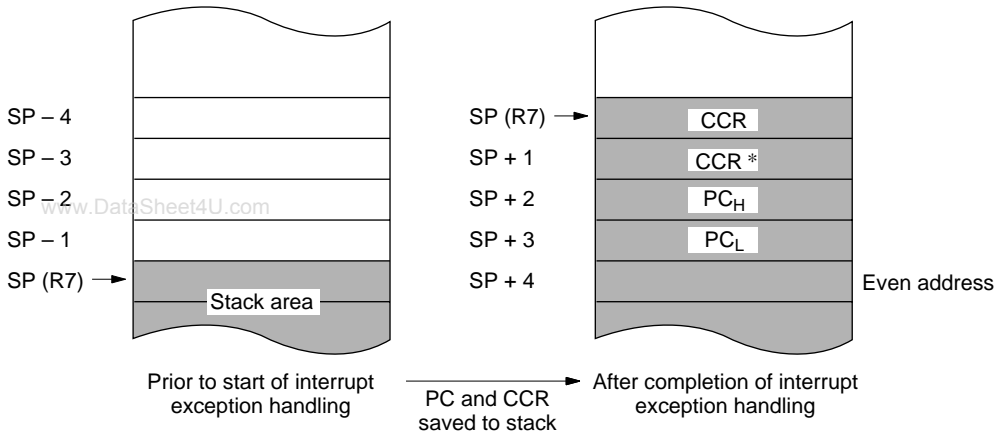 SP – 4
SP – 3
SP – 2
SP – 1
SP (R7)
Stack area
www.DataSheet4U.com
SP (R7)
SP + 1
SP + 2
SP + 3
SP + 4
CCR
CCR *
PCH
PCL
Even address
Prior to start of interrupt
exception handling
PC and CCR
saved to stack
After completion of interrupt
exception handling